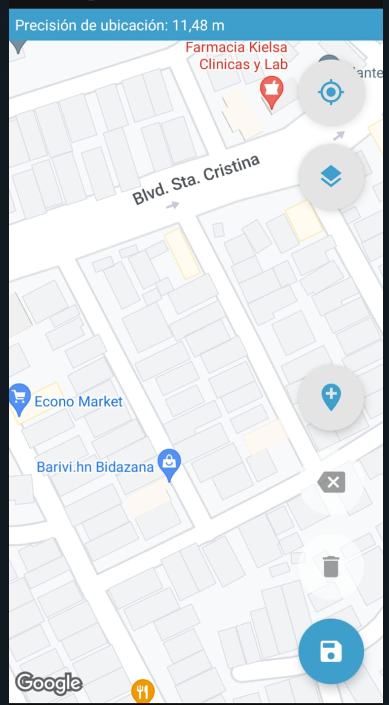 Precisión de ubicación: 11,48 m
Farmacia Kielsa
Clinicas y Lab
Blvd. Sta. Cristina
Econo Market
Barivi.hn Bidazana
Google